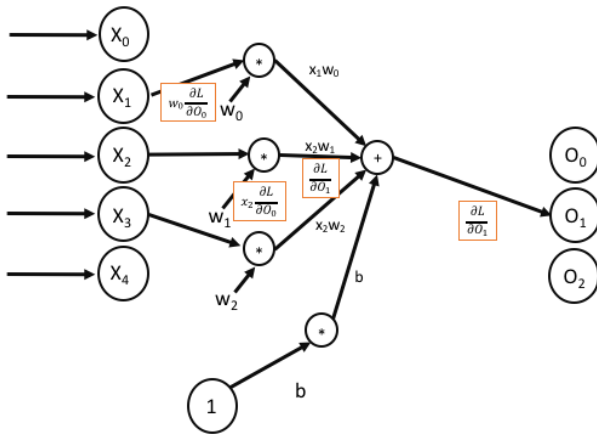 X₀
X₁
w₀ ∂L/∂O₀
*
w₀
x₁w₀
X₂
*
x₂w₁
+
O₀
w₁
x₂ ∂L/∂O₀
∂L/∂O₁
X₃
*
x₂w₂
∂L/∂O₁
O₁
w₂
X₄
b
O₂
*
1
b